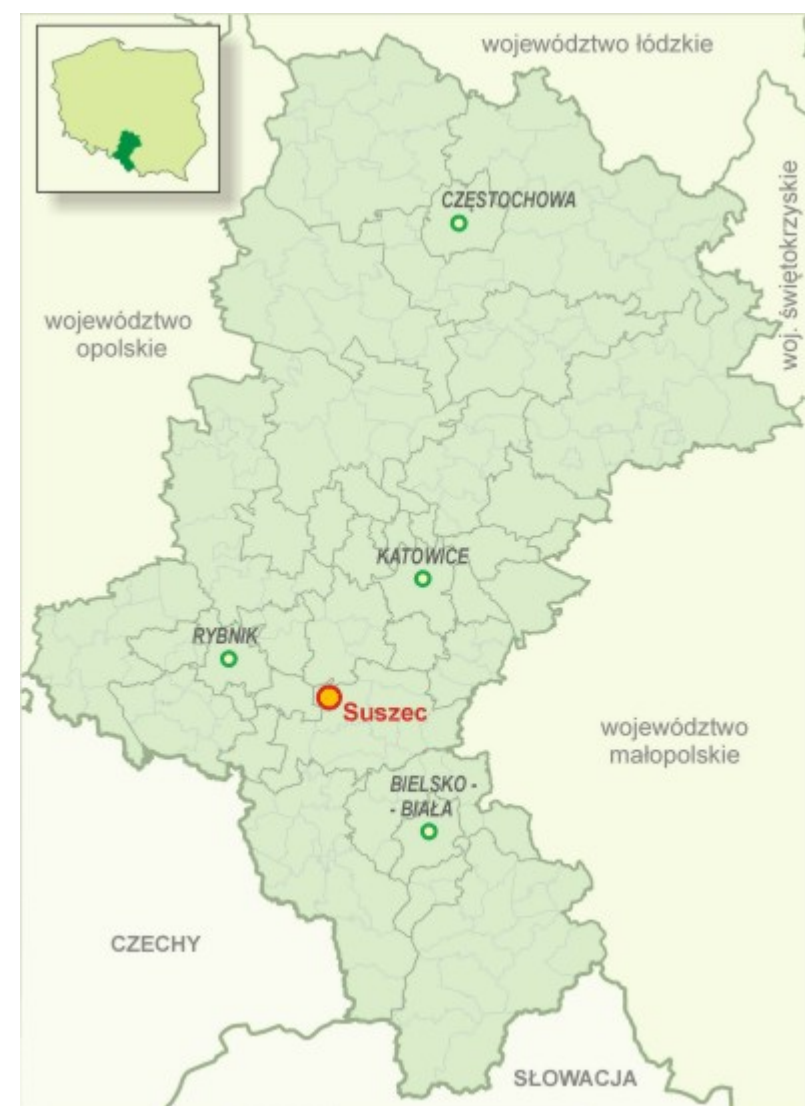 województwo łódzkie
CZĘSTOCHOWA
woj. świętokrzyskie
województwo
opolskie
KATOWICE
RYBNIK
Suszec
województwo
małopolskie
BIELSKO -
- BIAŁA
CZECHY
SŁOWACJA